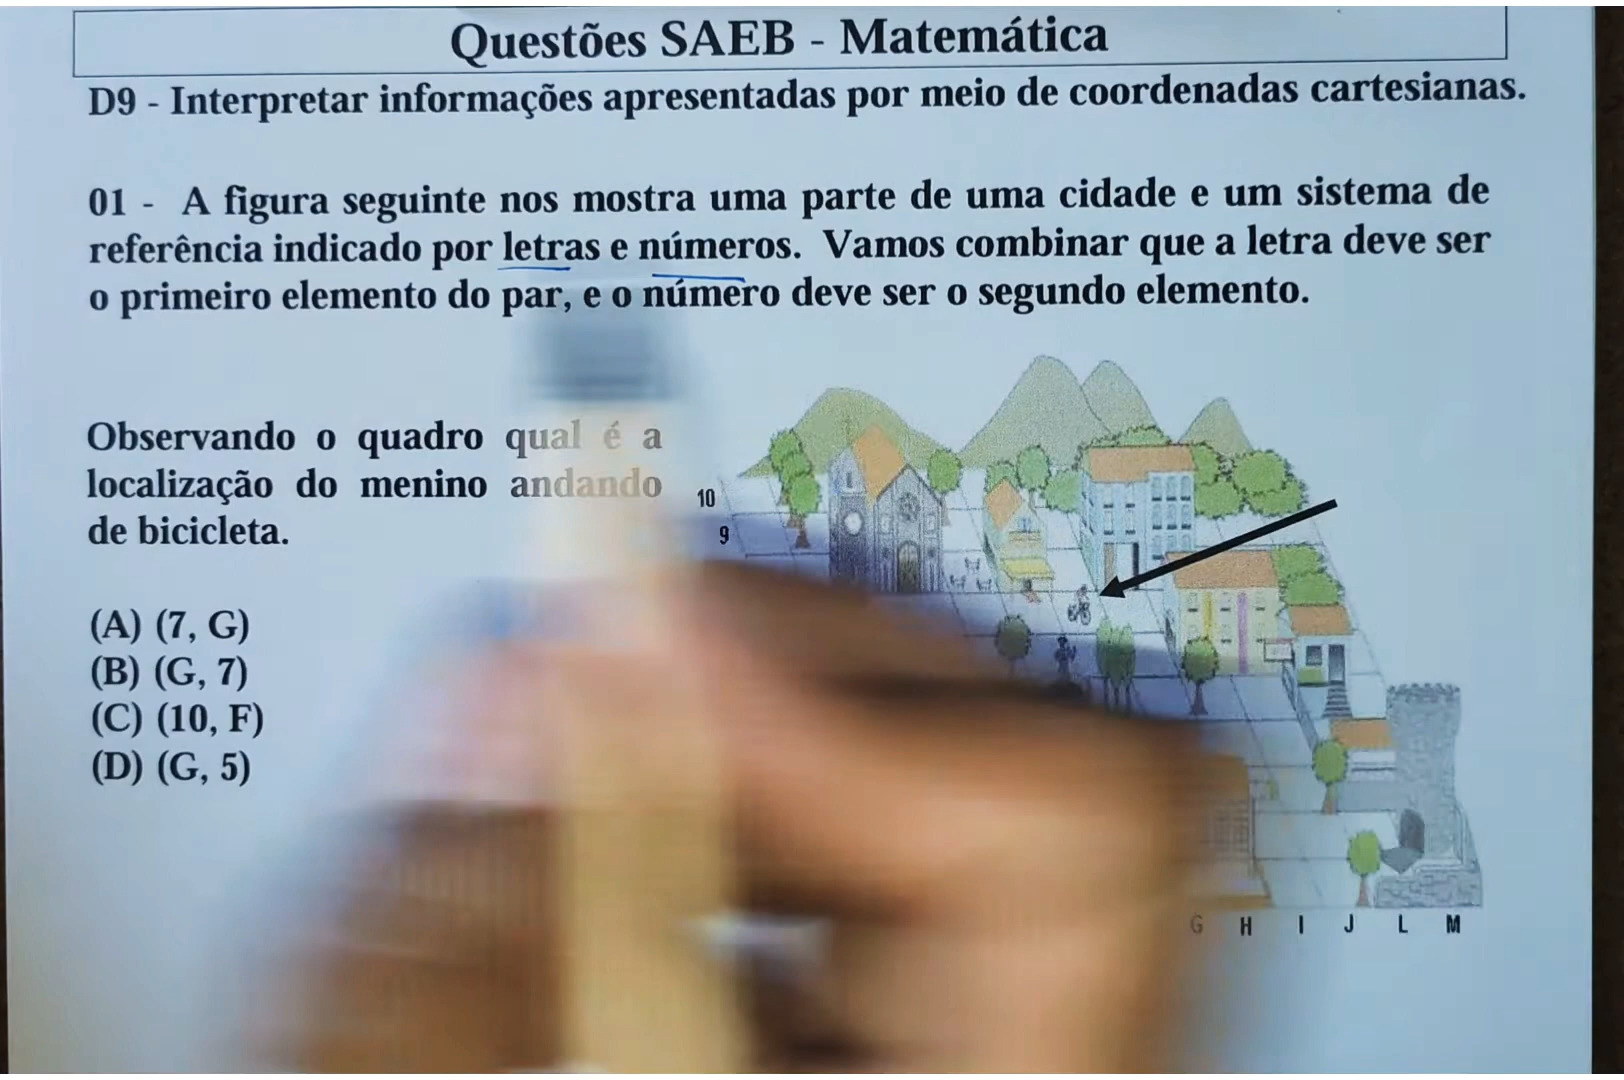 Questões SAEB - Matemática
D9 - Interpretar informações apresentadas por meio de coordenadas cartesianas.
01 - A figura seguinte nos mostra uma parte de uma cidade e um sistema de
referência indicado por letras e números. Vamos combinar que a letra deve ser
o primeiro elemento do par, e o número deve ser o segundo elemento.
Observando o quadro qual é a
localização do menino andando
de bicicleta.
(A) (7, G)
(B) (G, 7)
(C) (10, F)
(D) (G, 5)
10
9
G H I J L M